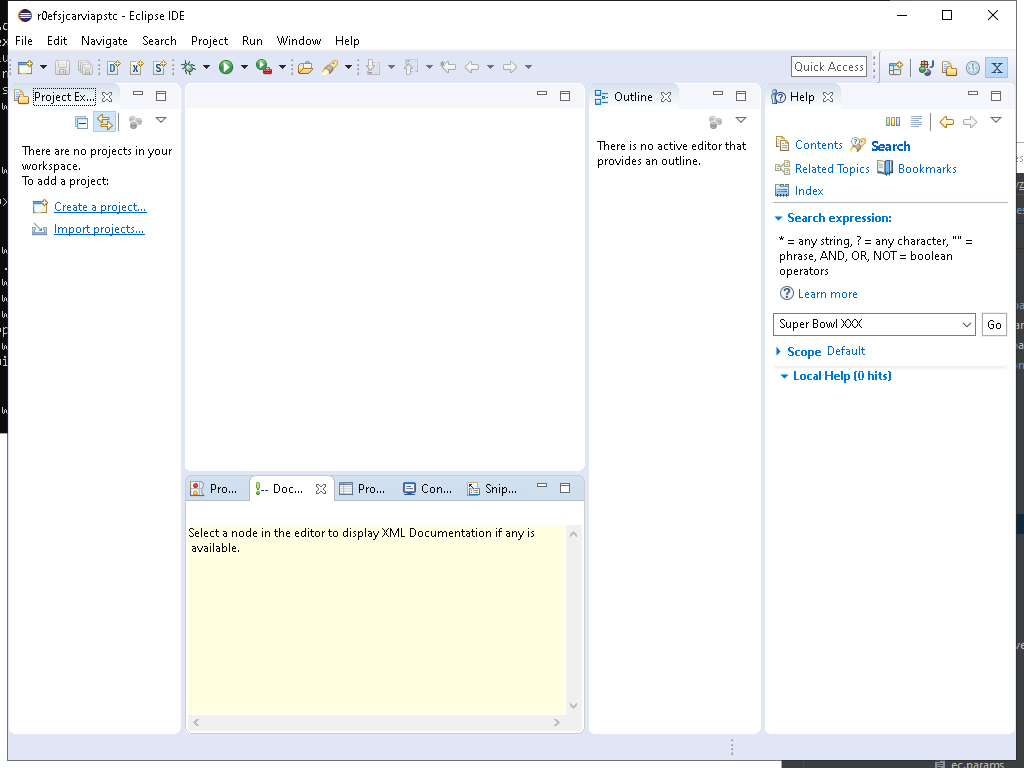 r0efsjcarviapstc - Eclipse IDE
File Edit Navigate Search Project Run Window Help
Quick Access
Project Ex...
There are no projects in your
workspace.
To add a project:
Create a project...
Import projects...
Pro...
Doc...
Pro...
Con...
Snip...
Select a node in the editor to display XML Documentation if any is
available.
Outline
There is no active editor that
provides an outline.
Help
Contents Search
Related Topics Bookmarks
Index
Search expression:
* = any string, ? = any character, "" =
phrase, AND, OR, NOT = boolean
operators
Learn more
Super Bowl XXX
Go
Scope Default
Local Help (0 hits)
ec.params